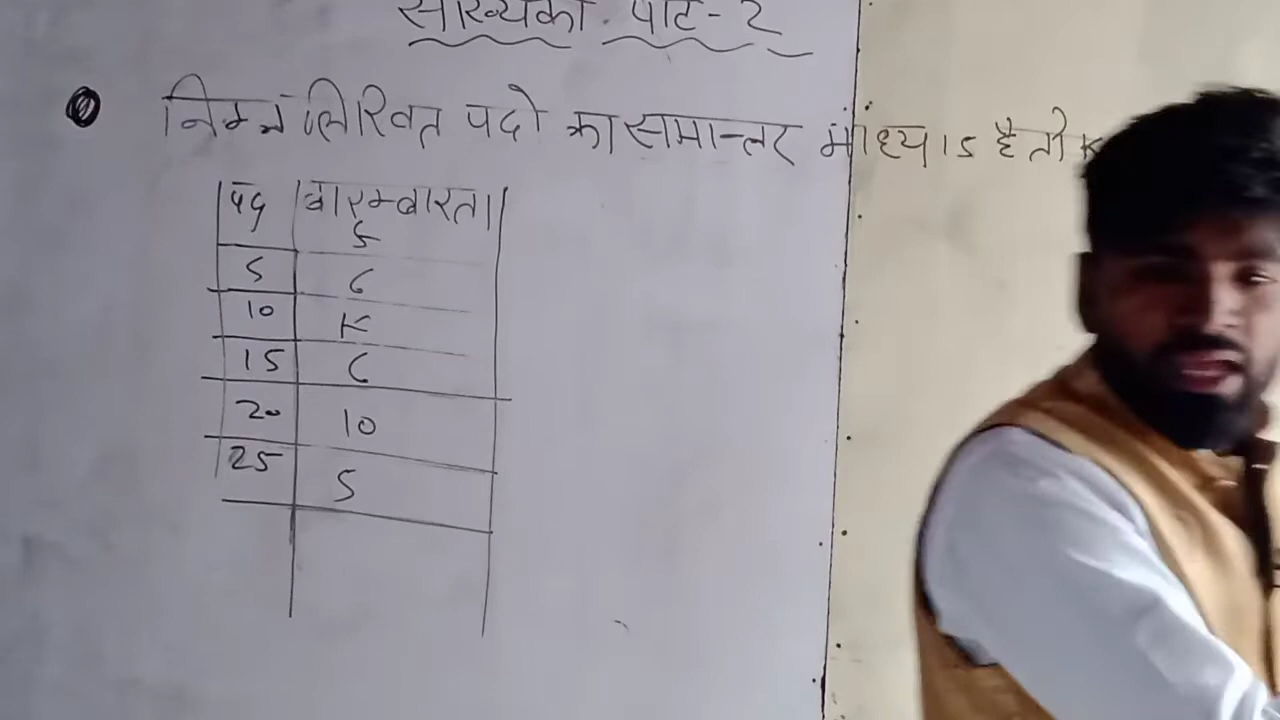 सांख्यिकी. पार्ट-2
निम्नलिखित पदो का समान्तर माध्य 15 है तो K
पद बारम्बारता
5
5 6
10 K
15 6
20 10
25 5